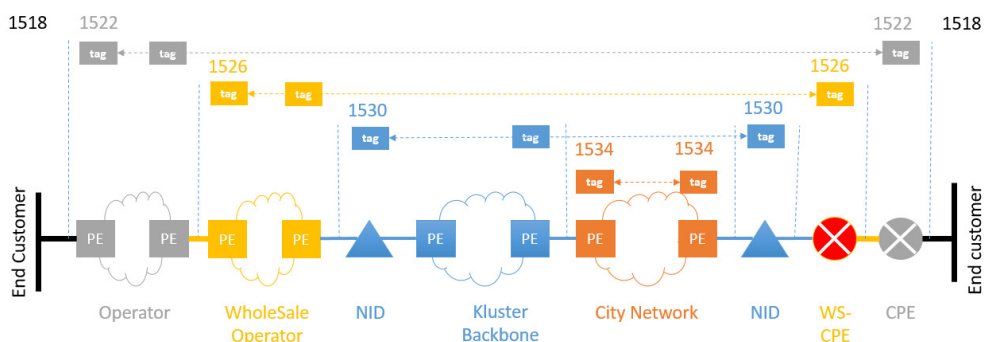 1518
1522
1522
1518
tag
tag
tag
1526
1526
tag
tag
tag
1530
1530
tag
tag
tag
1534
1534
tag
tag
End Customer
PE
PE
PE
PE
PE
PE
PE
PE
End customer
Operator
WholeSale
Operator
NID
Kluster
Backbone
City Network
NID
WS-
CPE
CPE